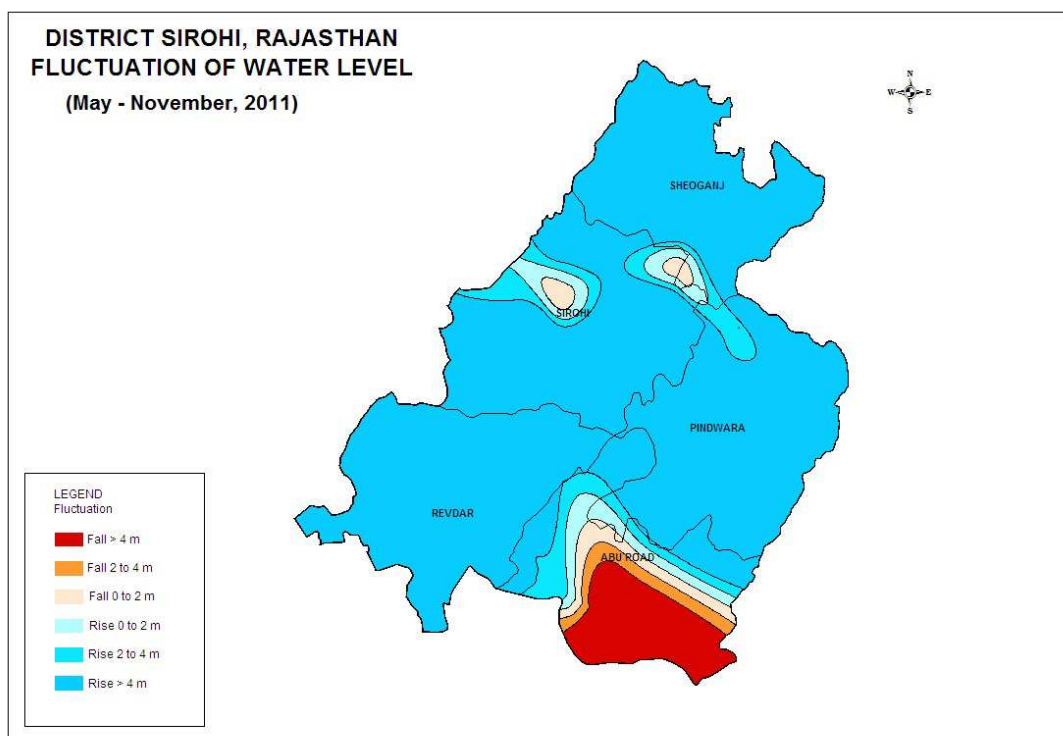 DISTRICT SIROHI, RAJASTHAN
FLUCTUATION OF WATER LEVEL
(May - November, 2011)
N
W E
S
SHEOGANJ
SIROHI
PINDWARA
REVDAR
ABU ROAD
LEGEND
Fluctuation
Fall > 4 m
Fall 2 to 4 m
Fall 0 to 2 m
Rise 0 to 2 m
Rise 2 to 4 m
Rise > 4 m